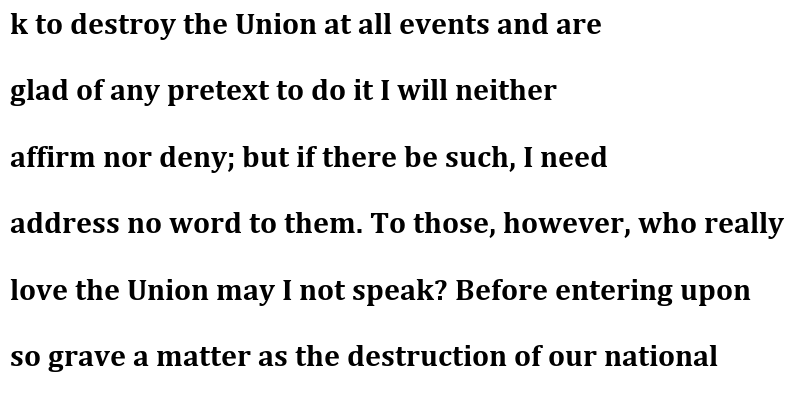 k to destroy the Union at all events and are
glad of any pretext to do it I will neither
affirm nor deny; but if there be such, I need
address no word to them. To those, however, who really
love the Union may I not speak? Before entering upon
so grave a matter as the destruction of our national